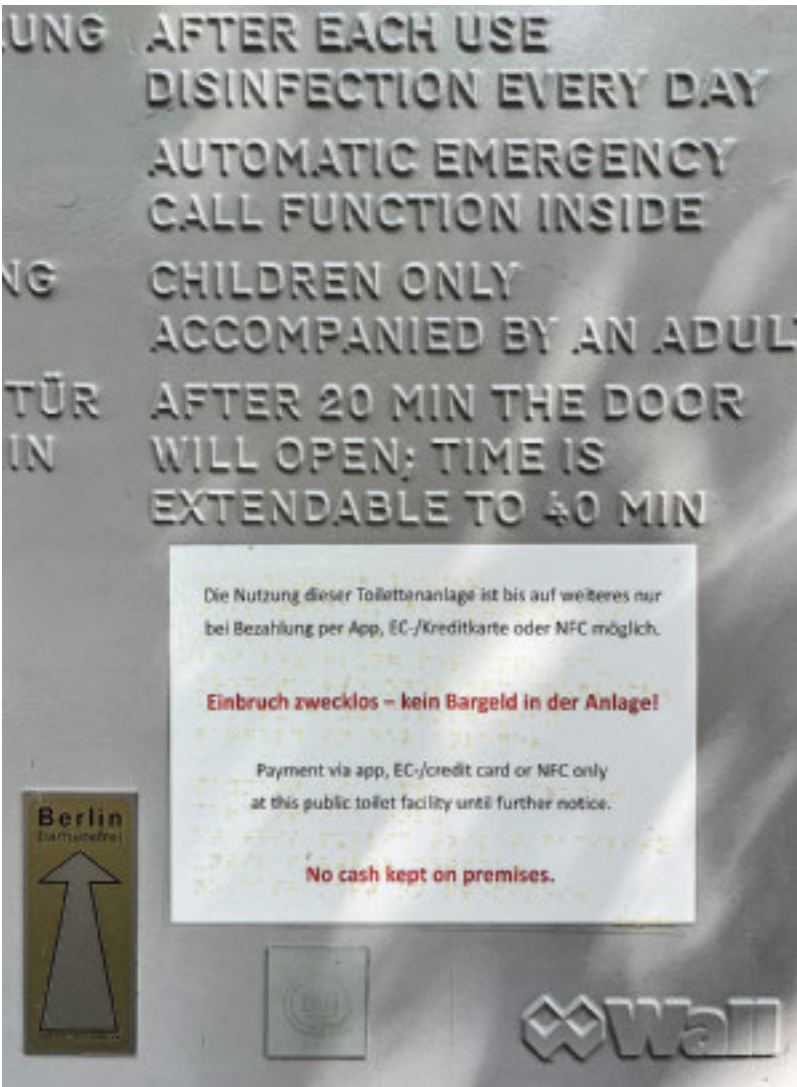 UNG
AFTER EACH USE
DISINFECTION EVERY DAY
AUTOMATIC EMERGENCY
CALL FUNCTION INSIDE
NG
CHILDREN ONLY
ACCOMPANIED BY AN ADUL
TÜR
AFTER 20 MIN THE DOOR
IN
WILL OPEN; TIME IS
EXTENDABLE TO 40 MIN
Die Nutzung dieser Toilettenanlage ist bis auf weiteres nur
bei Bezahlung per App, EC-/Kreditkarte oder NFC möglich.
Einbruch zwecklos – kein Bargeld in der Anlage!
Payment via app, EC-/credit card or NFC only
at this public toilet facility until further notice.
No cash kept on premises.
Berlin
barrierefrei
Wall